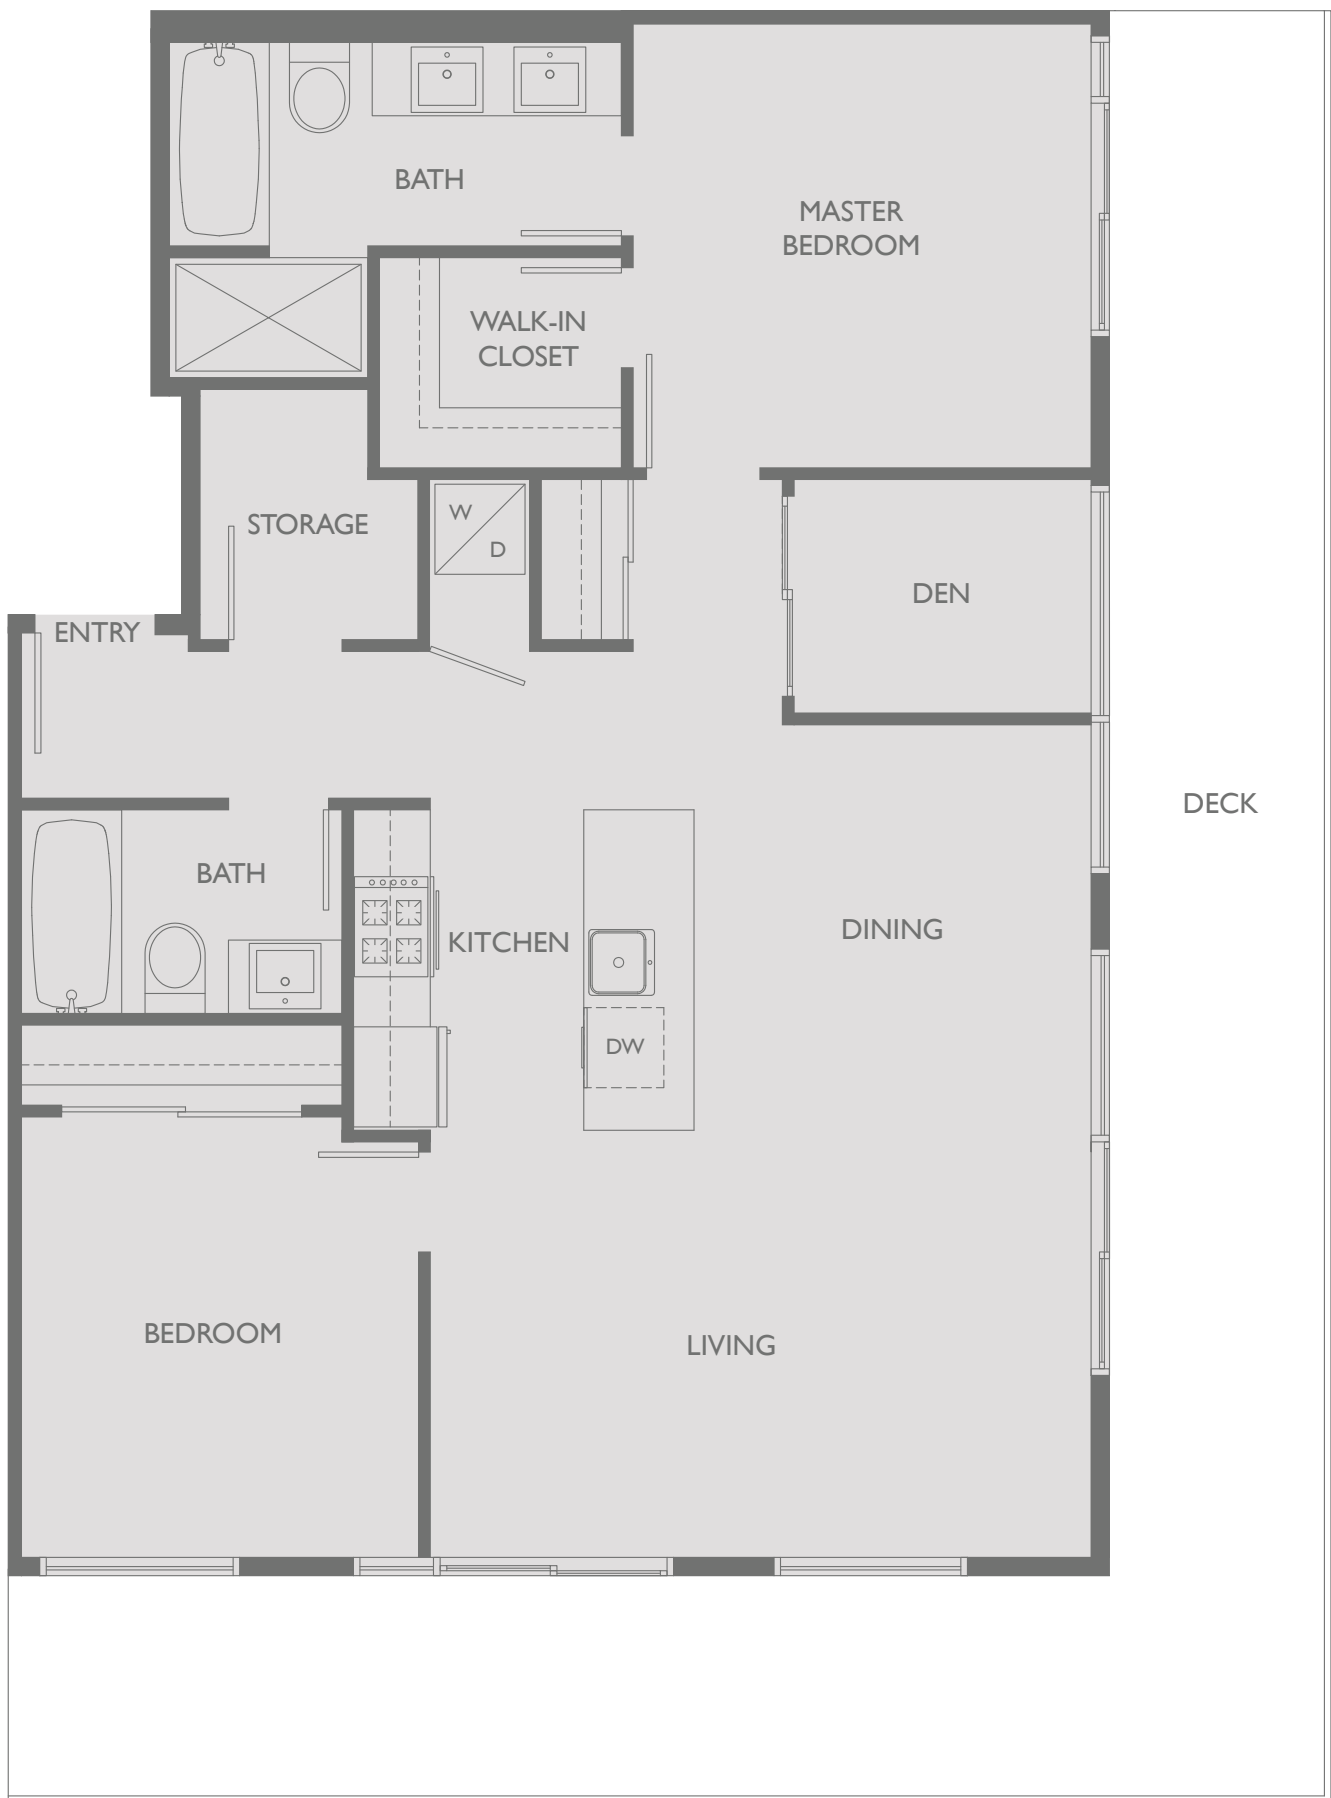 BATH
MASTER
BEDROOM
WALK-IN
CLOSET
STORAGE
W
D
DEN
ENTRY
DECK
BATH
KITCHEN
DINING
DW
BEDROOM
LIVING